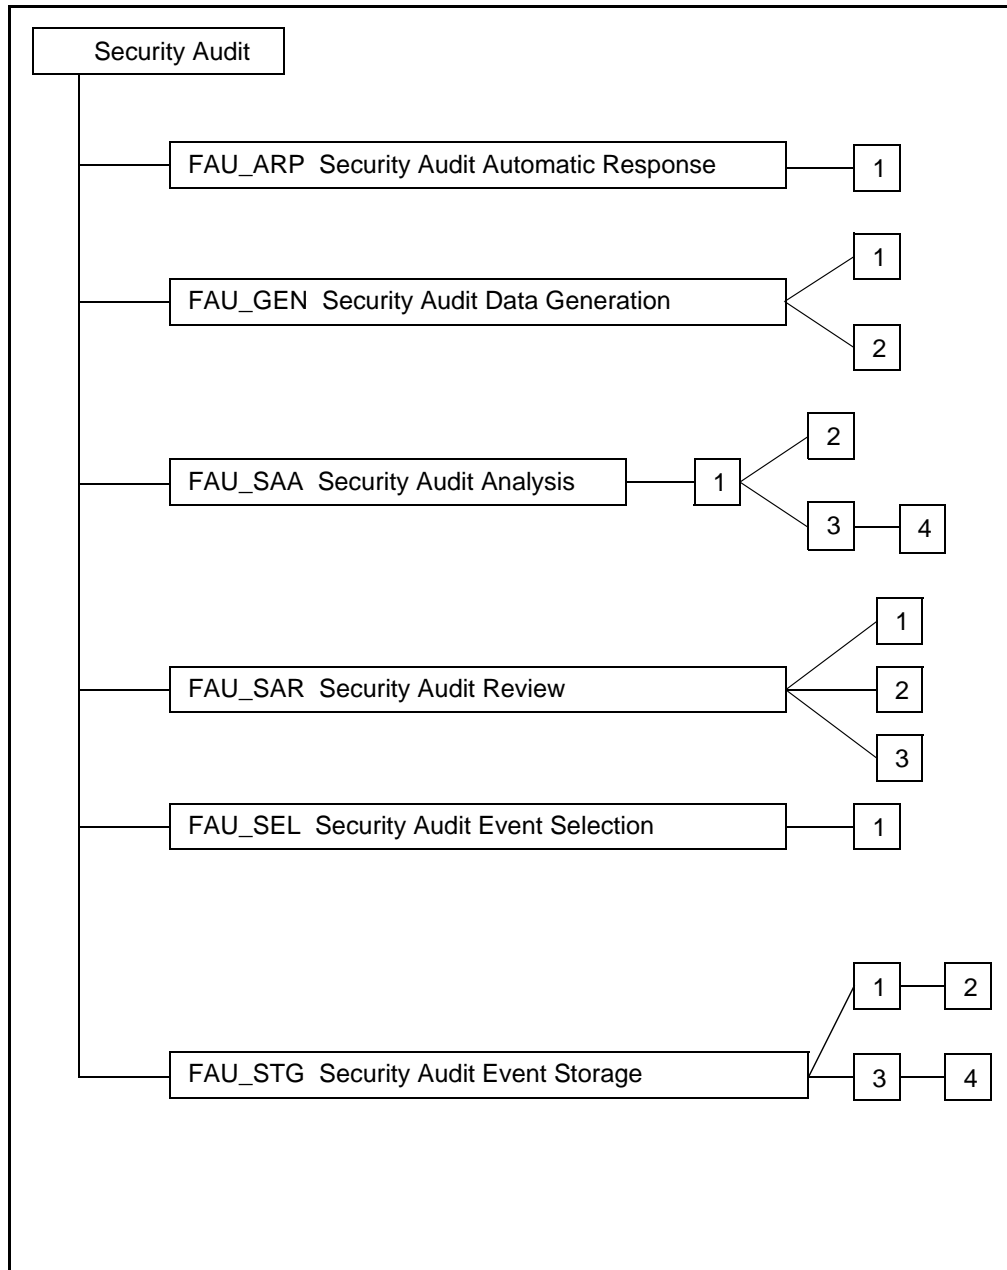 Security Audit
FAU_ARP Security Audit Automatic Response
1
FAU_GEN Security Audit Data Generation
1
2
FAU_SAA Security Audit Analysis
1
2
3
4
FAU_SAR Security Audit Review
1
2
3
FAU_SEL Security Audit Event Selection
1
FAU_STG Security Audit Event Storage
1
2
3
4